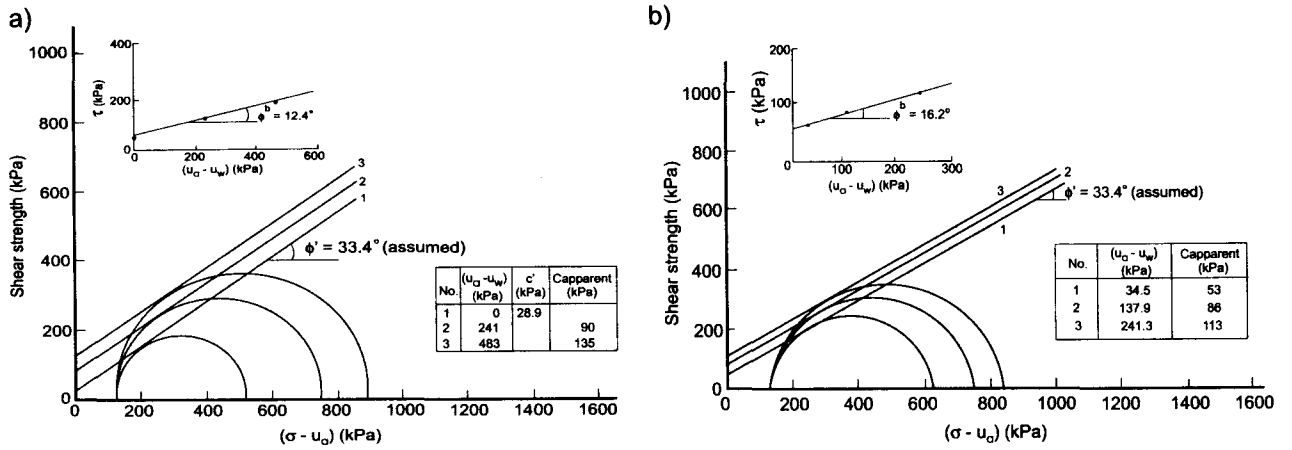 a)
400
200
0
τ (kPa)
ϕᵇ = 12.4°
0 200 400 600
(uₐ - u_w) (kPa)
1000
800
600
400
200
0
Shear strength (kPa)
3
2
1
ϕ' = 33.4° (assumed)
No. (uₐ -u_w) (kPa) c' (kPa) Capparent (kPa)
1 0 28.9
2 241 90
3 483 135
0 200 400 600 800 1000 1200 1400 1600
(σ - uₐ) (kPa)
b)
200
100
0
τ (kPa)
ϕᵇ = 16.2°
0 100 200 300
(uₐ - u_w) (kPa)
1000
800
600
400
200
0
Shear strength (kPa)
3
2
1
ϕ' = 33.4° (assumed)
No. (uₐ -u_w) (kPa) Capparent (kPa)
1 34.5 53
2 137.9 86
3 241.3 113
0 200 400 600 800 1000 1200 1400 1600
(σ - uₐ) (kPa)